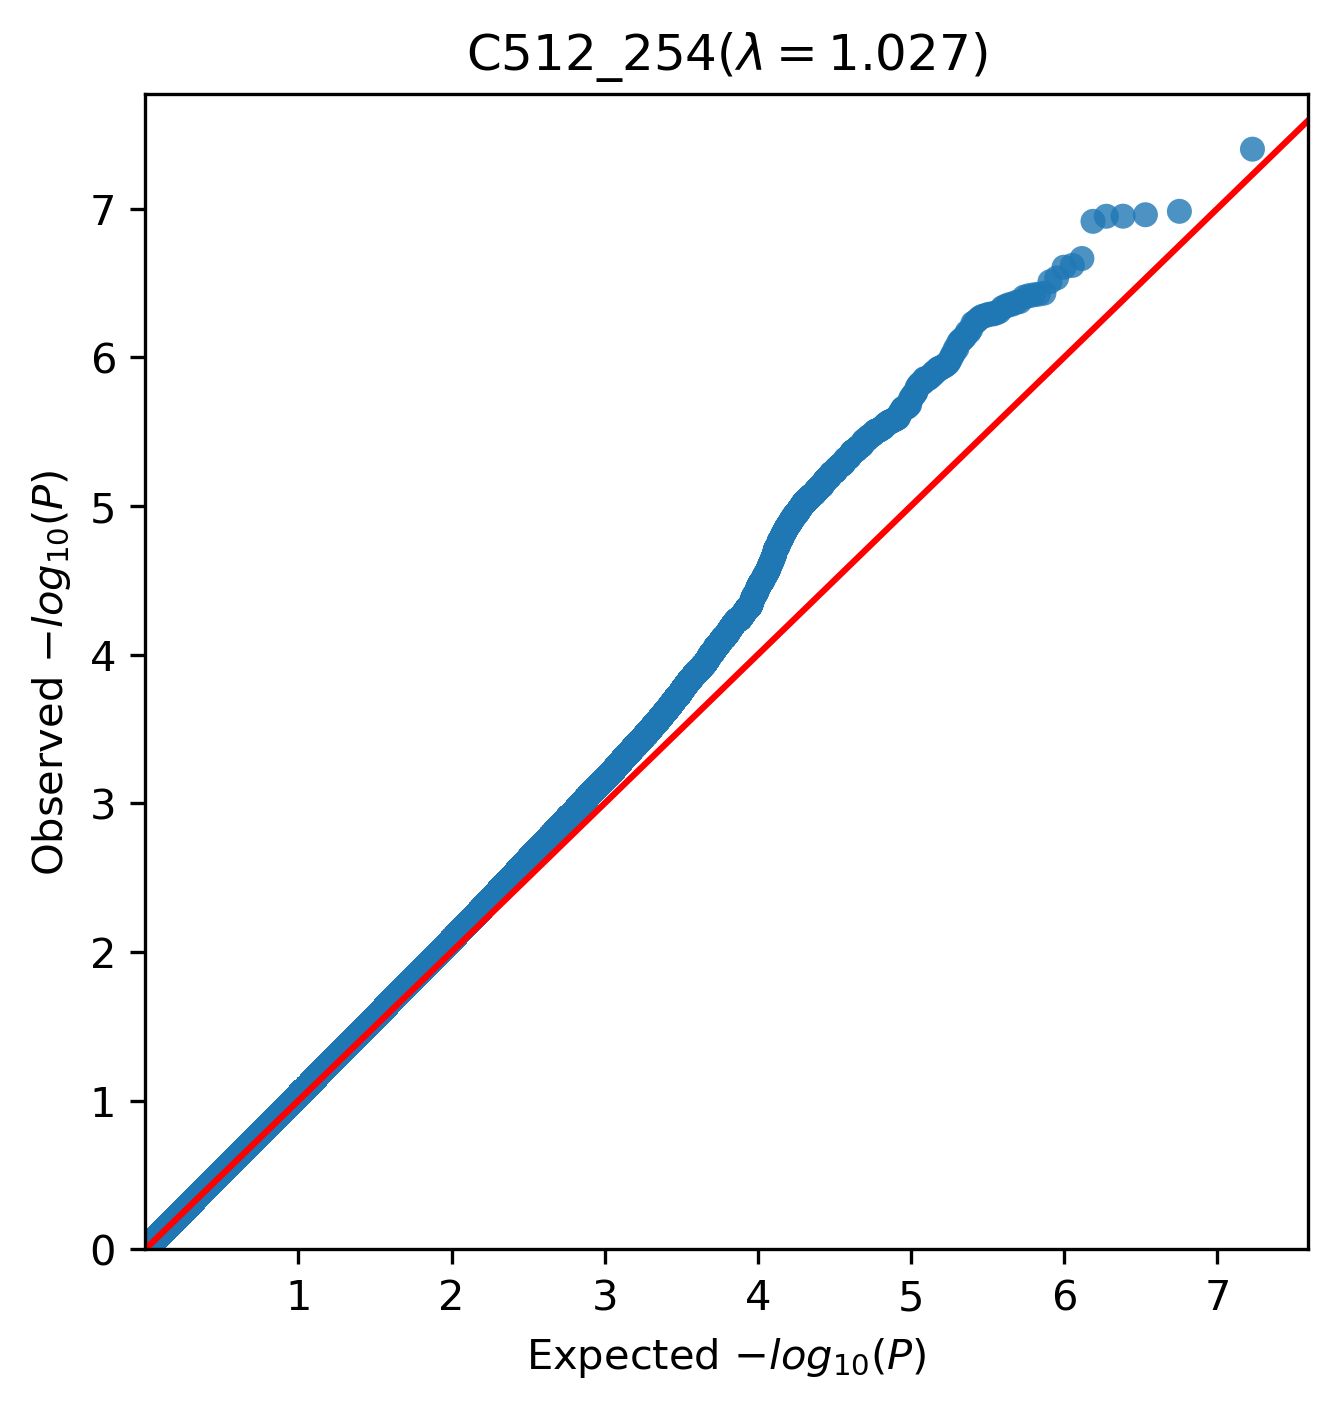 C512_254(λ = 1.027)
Observed −log₁₀(P)
7
6
5
4
3
2
1
0
1 2 3 4 5 6 7
Expected −log₁₀(P)